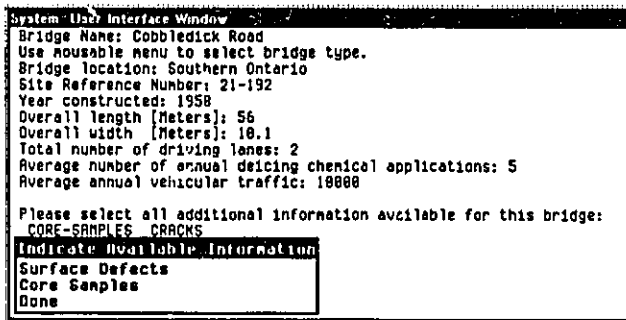 System User Interface Window
Bridge Name: Cobbledick Road
Use mousable menu to select bridge type.
Bridge location: Southern Ontario
Site Reference Number: 21-192
Year constructed: 1958
Overall length [Meters]: 56
Overall width [Meters]: 10.1
Total number of driving lanes: 2
Average number of annual deicing chemical applications: 5
Average annual vehicular traffic: 10000
Please select all additional information available for this bridge:
CORE-SAMPLES CRACKS
Indicate Available Information
Surface Defects
Core Samples
Done